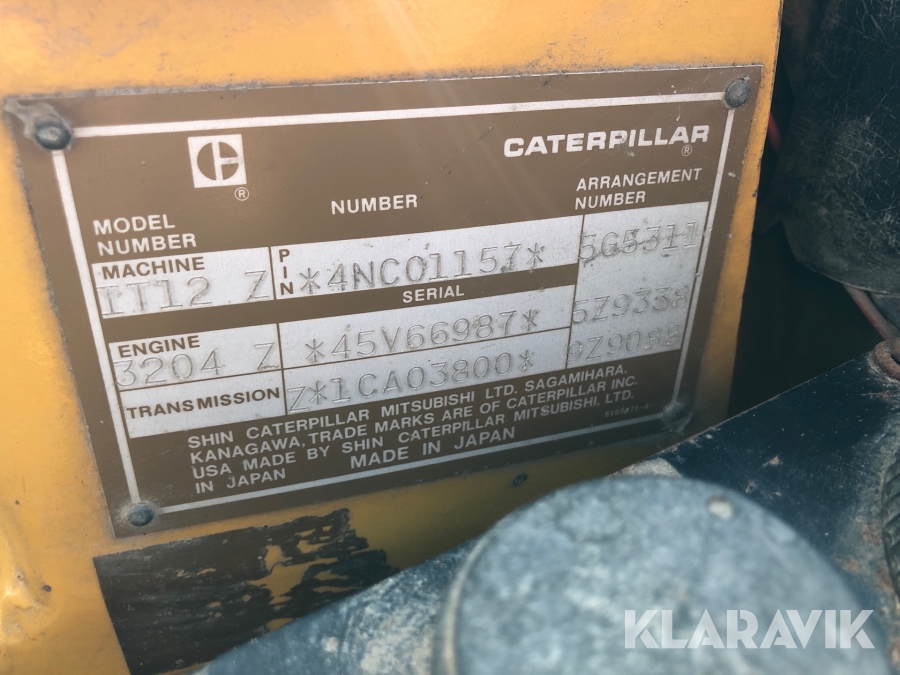 CATERPILLAR
®
®
MODEL NUMBER
NUMBER
ARRANGEMENT NUMBER
MACHINE
IT12 Z
PIN
*4NC01157*
5G5311
SERIAL
ENGINE
3204 Z
*45V66987*
TRANSMISSION
Z*1CA03800*
SHIN CATERPILLAR MITSUBISHI LTD. SAGAMIHARA.
KANAGAWA, TRADE MARKS ARE OF CATERPILLAR INC.
USA MADE BY SHIN CATERPILLAR MITSUBISHI, LTD.
IN JAPAN
MADE IN JAPAN
KLARAVIK